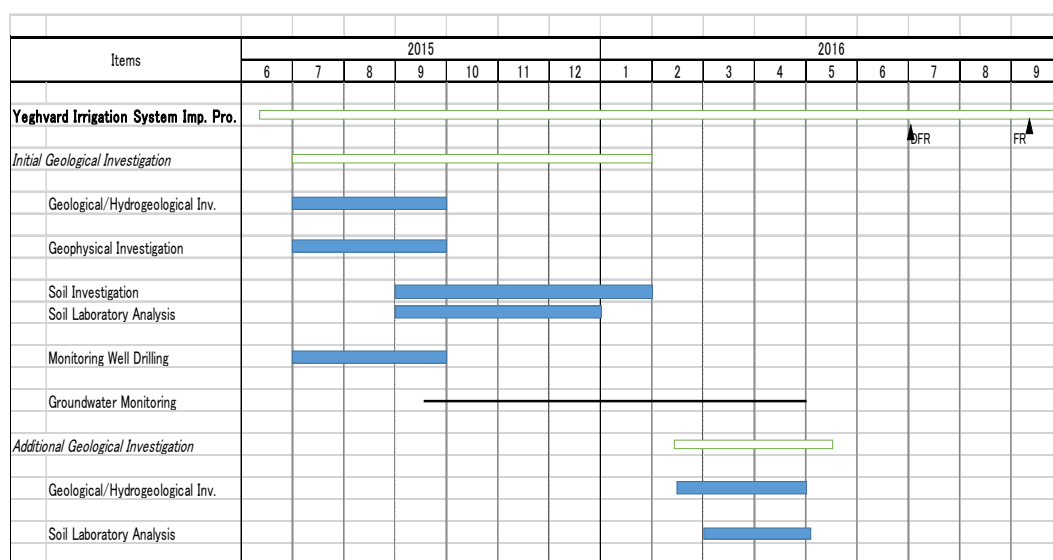 Items 2015 2016
6 7 8 9 10 11 12 1 2 3 4 5 6 7 8 9
Yeghvard Irrigation System Imp. Pro.
DFR FR
Initial Geological Investigation
Geological/Hydrogeological Inv.
Geophysical Investigation
Soil Investigation
Soil Laboratory Analysis
Monitoring Well Drilling
Groundwater Monitoring
Additional Geological Investigation
Geological/Hydrogeological Inv.
Soil Laboratory Analysis